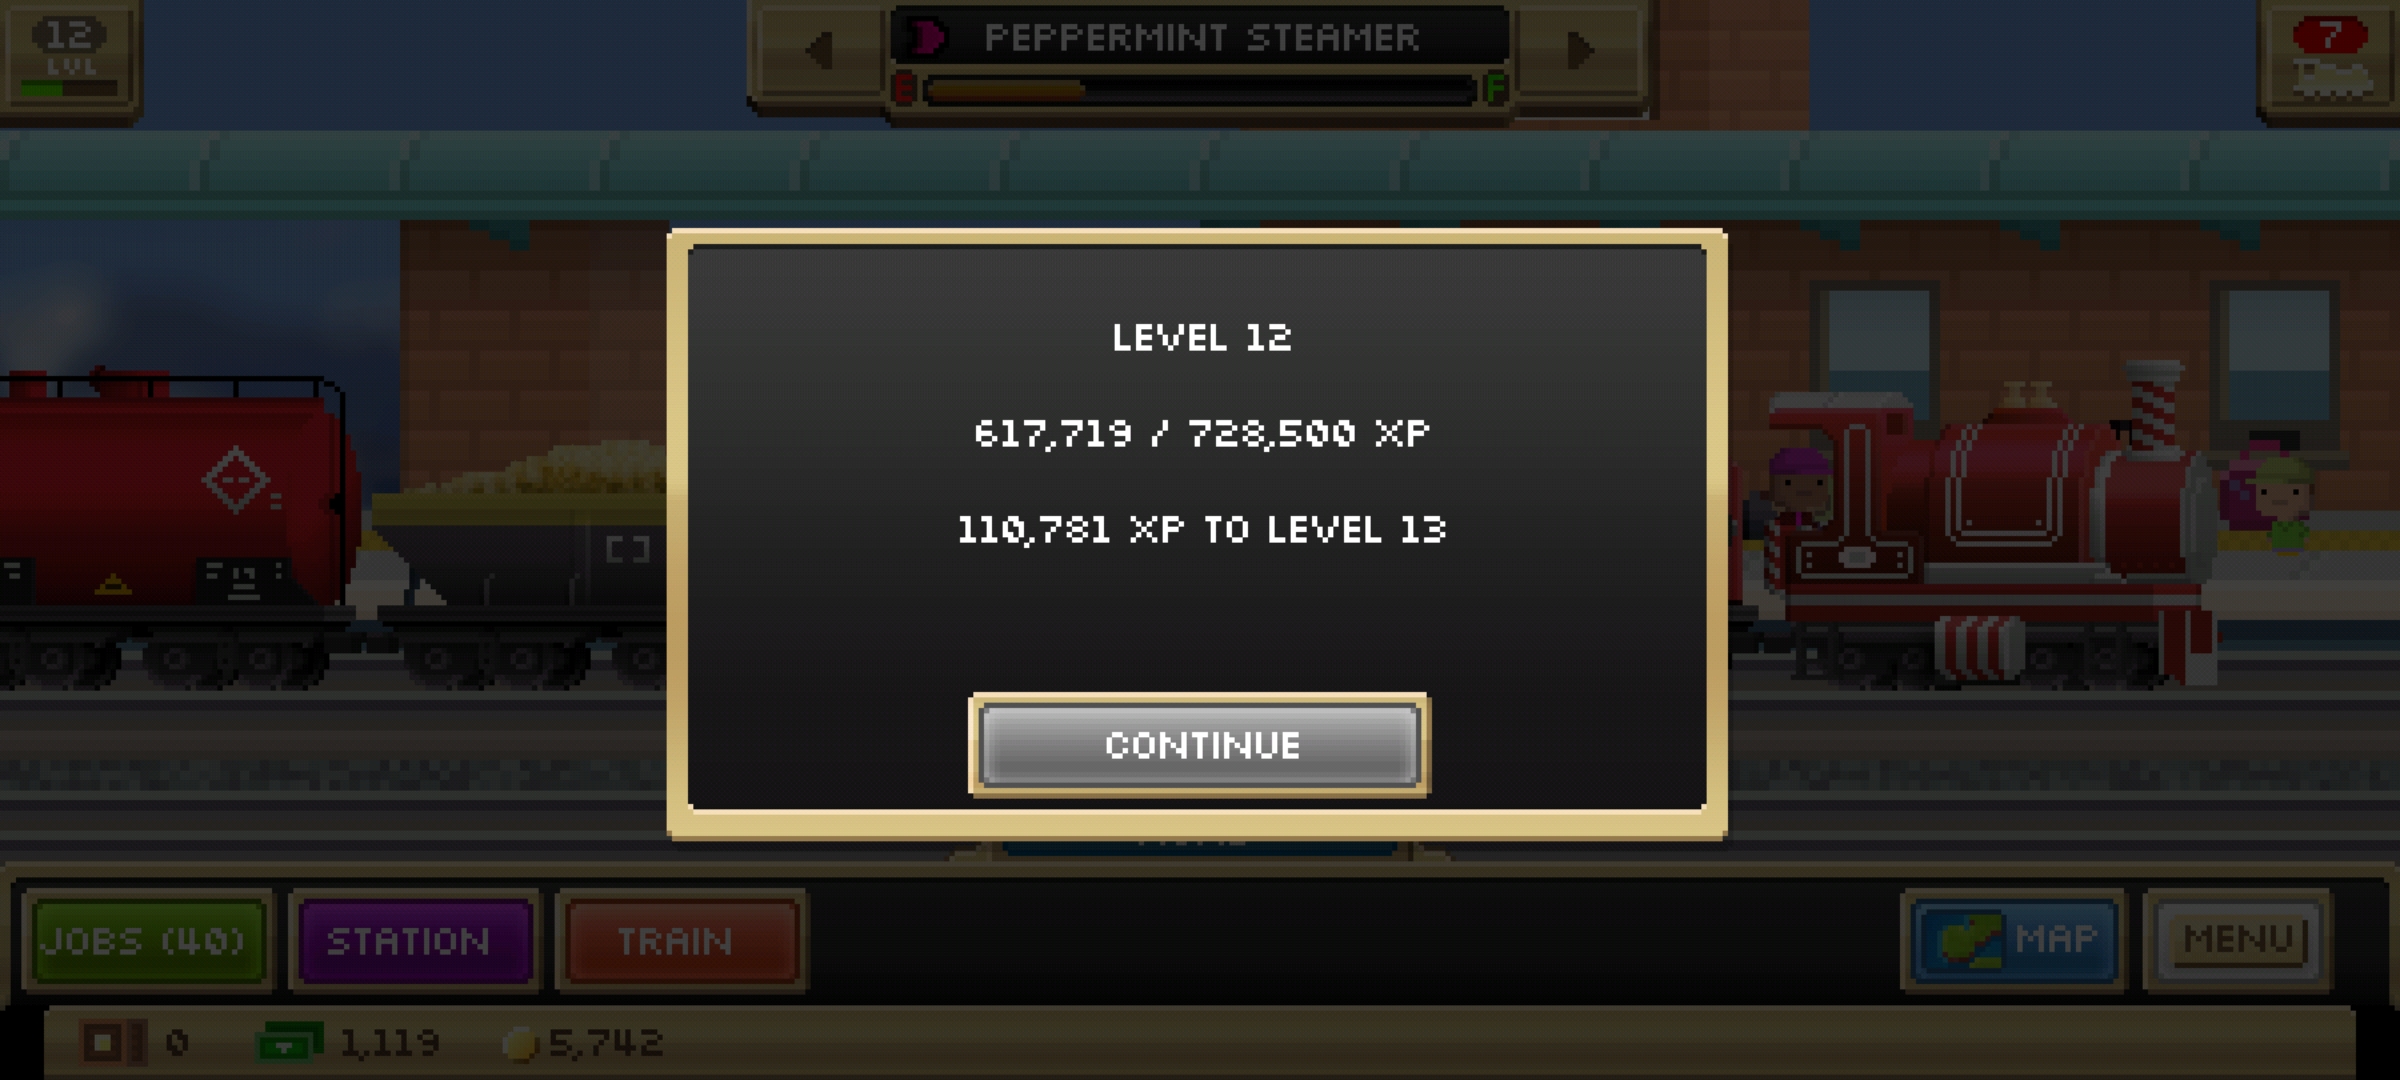 12
LVL
PEPPERMINT STEAMER
E F
7
LEVEL 12
617,719 / 728,500 XP
110,781 XP TO LEVEL 13
CONTINUE
JOBS (40) STATION TRAIN MAP MENU
0 1,119 5,742